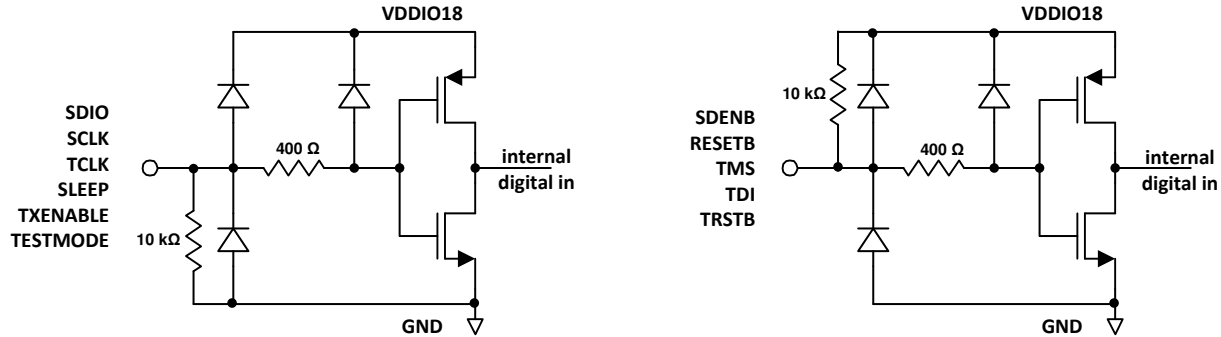 VDDIO18
SDIO
SCLK
TCLK
SLEEP
TXENABLE
TESTMODE
400 Ω
10 kΩ
internal
digital in
GND
VDDIO18
10 kΩ
SDENB
RESETB
TMS
TDI
TRSTB
400 Ω
internal
digital in
GND